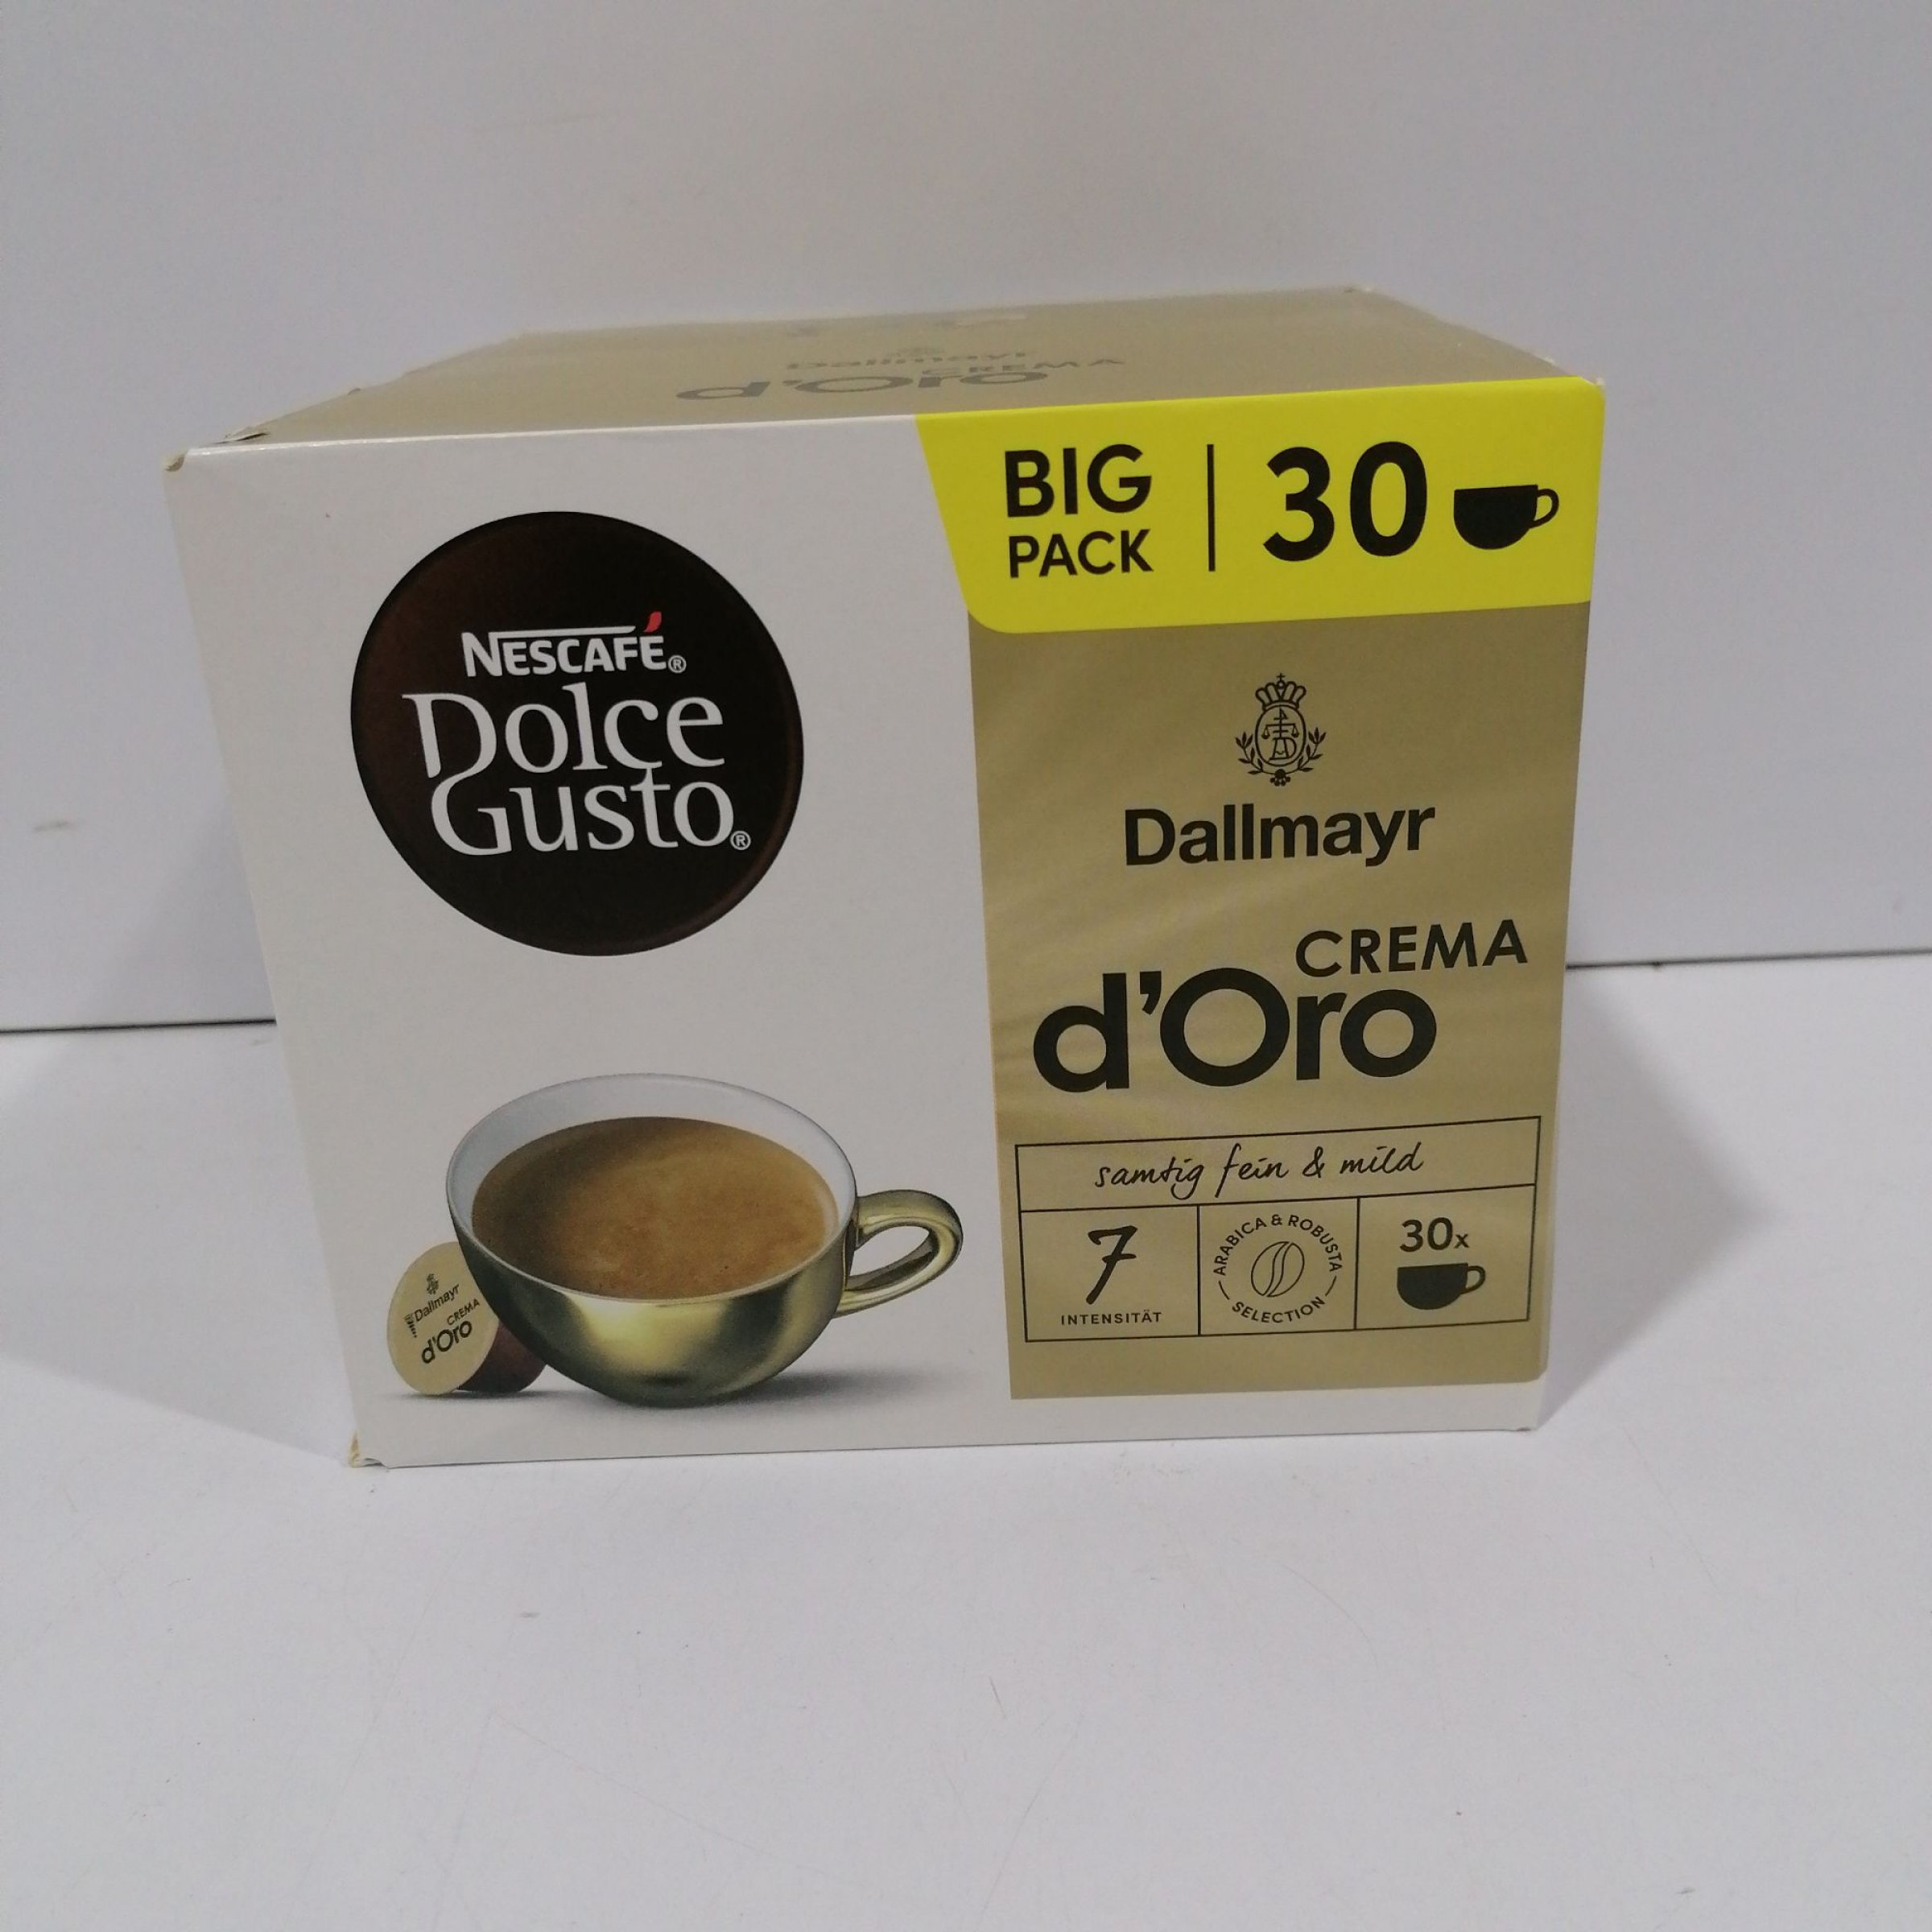 Dallmayr
CREMA
d'Oro
BIG
PACK
30
NESCAFÉ®
Dolce
Gusto®
Dallmayr
CREMA
d'Oro
samtig fein & mild
7
INTENSITÄT
ARABICA & ROBUSTA
SELECTION
30x
Dallmayr
CREMA
d'Oro